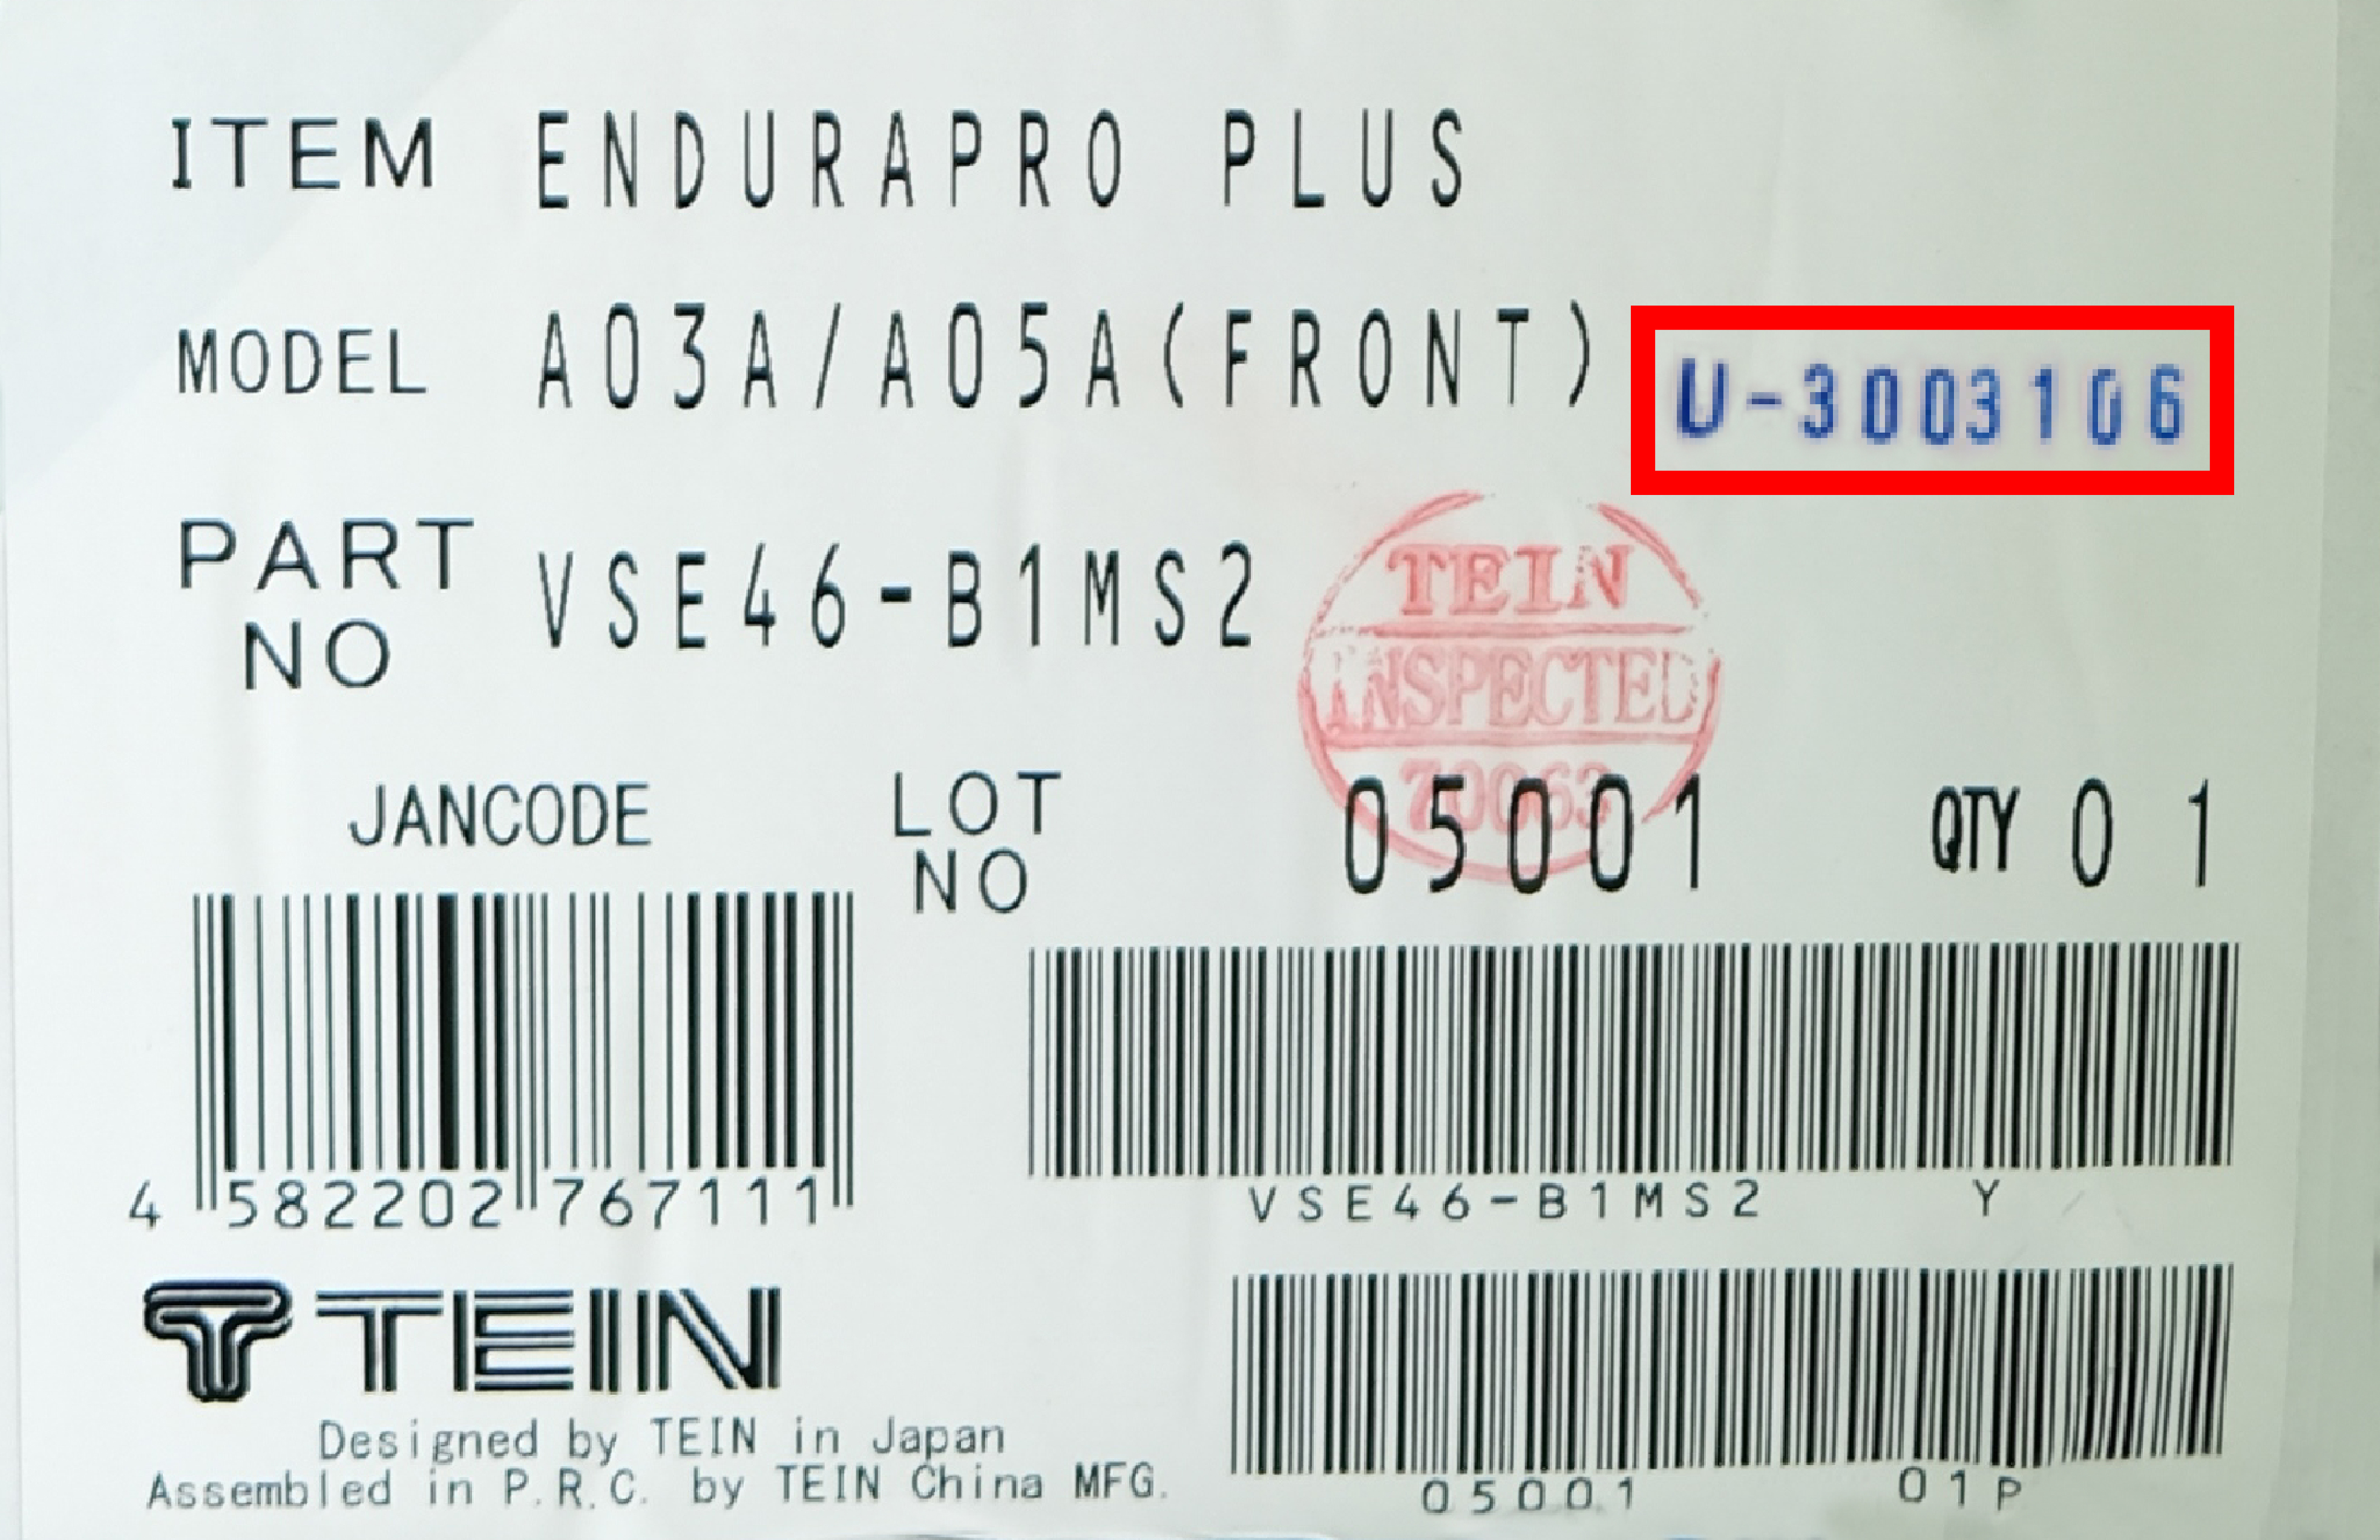 ITEM ENDURAPRO PLUS
MODEL A03A/A05A(FRONT) U-3003106
PART NO VSE46-B1MS2
TEIN
INSPECTED
70063
JANCODE
LOT NO 05001 QTY 01
4 582202 767111
VSE46-B1MS2 Y
TEIN
Designed by TEIN in Japan
Assembled in P.R.C. by TEIN China MFG.
05001 01P